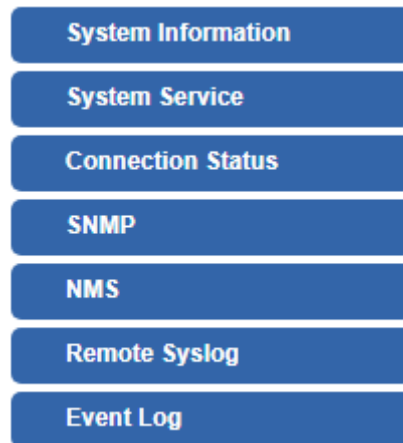 System Information
System Service
Connection Status
SNMP
NMS
Remote Syslog
Event Log